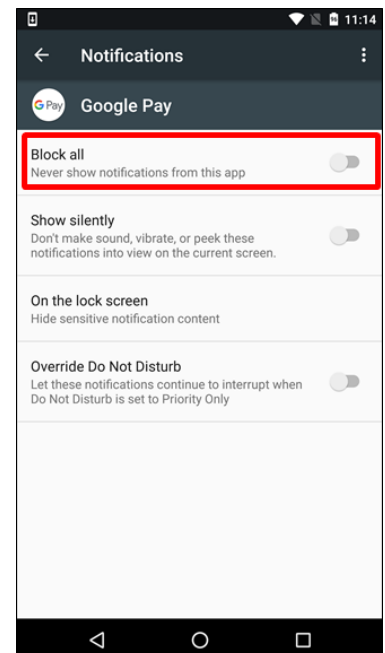 11:14
Notifications
G Pay Google Pay
Block all
Never show notifications from this app
Show silently
Don't make sound, vibrate, or peek these
notifications into view on the current screen.
On the lock screen
Hide sensitive notification content
Override Do Not Disturb
Let these notifications continue to interrupt when
Do Not Disturb is set to Priority Only